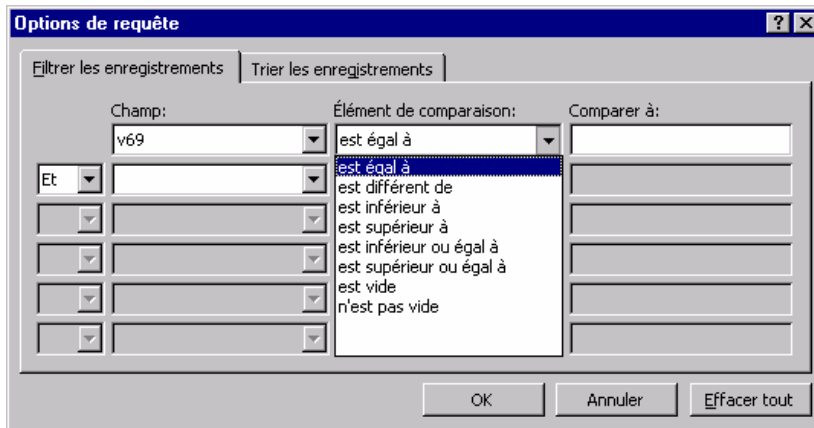 Options de requête
Filtrer les enregistrements Trier les enregistrements
Champ: Élément de comparaison: Comparer à:
v69 est égal à
Et est égal à
est différent de
est inférieur à
est supérieur à
est inférieur ou égal à
est supérieur ou égal à
est vide
n'est pas vide
OK Annuler Effacer tout